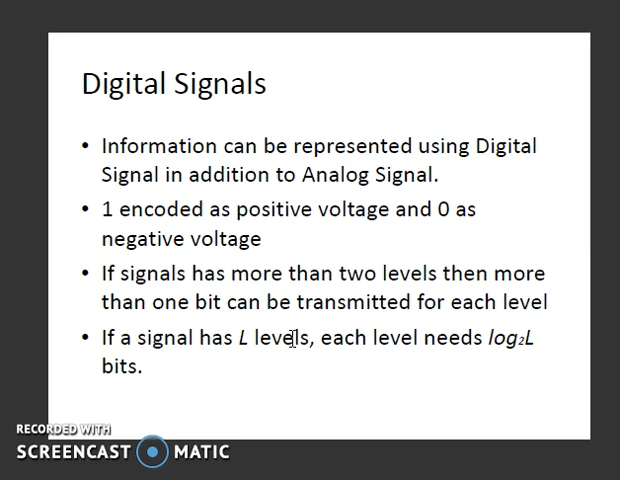 Digital Signals
• Information can be represented using Digital
Signal in addition to Analog Signal.
• 1 encoded as positive voltage and 0 as
negative voltage
• If signals has more than two levels then more
than one bit can be transmitted for each level
• If a signal has L levels, each level needs log₂L
bits.
RECORDED WITH
SCREENCAST MATIC